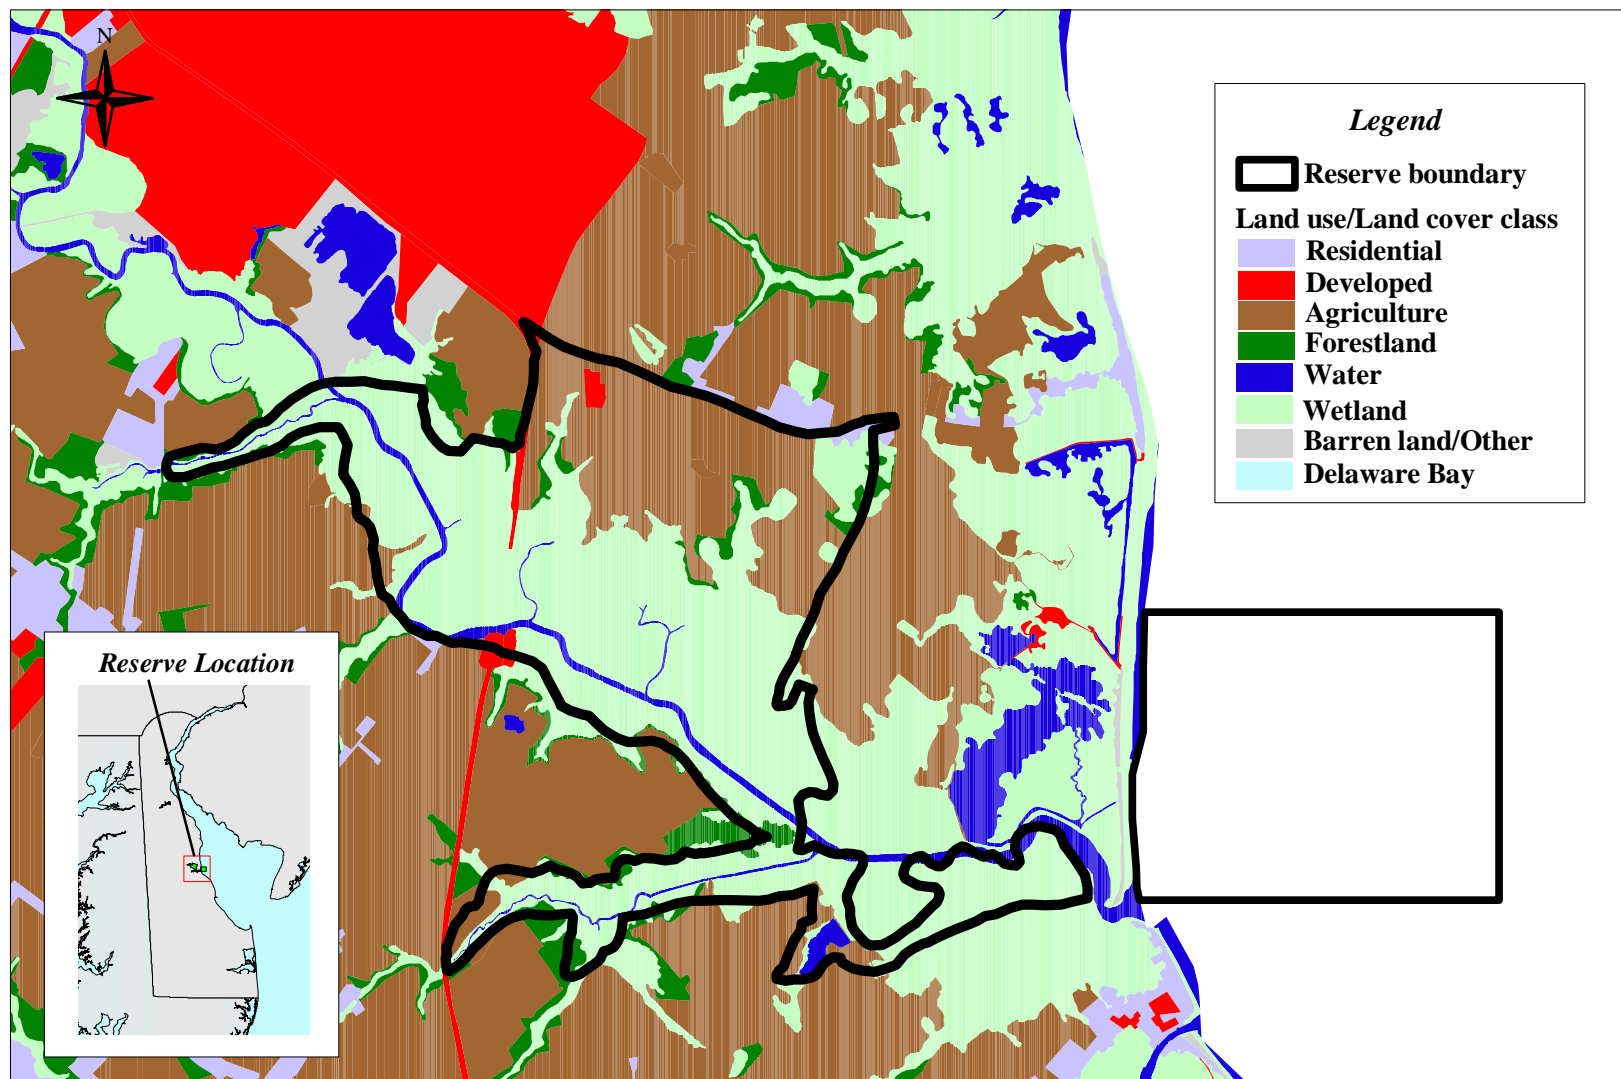 N
Legend
Reserve boundary
Land use/Land cover class
Residential
Developed
Agriculture
Forestland
Water
Wetland
Barren land/Other
Delaware Bay
Reserve Location